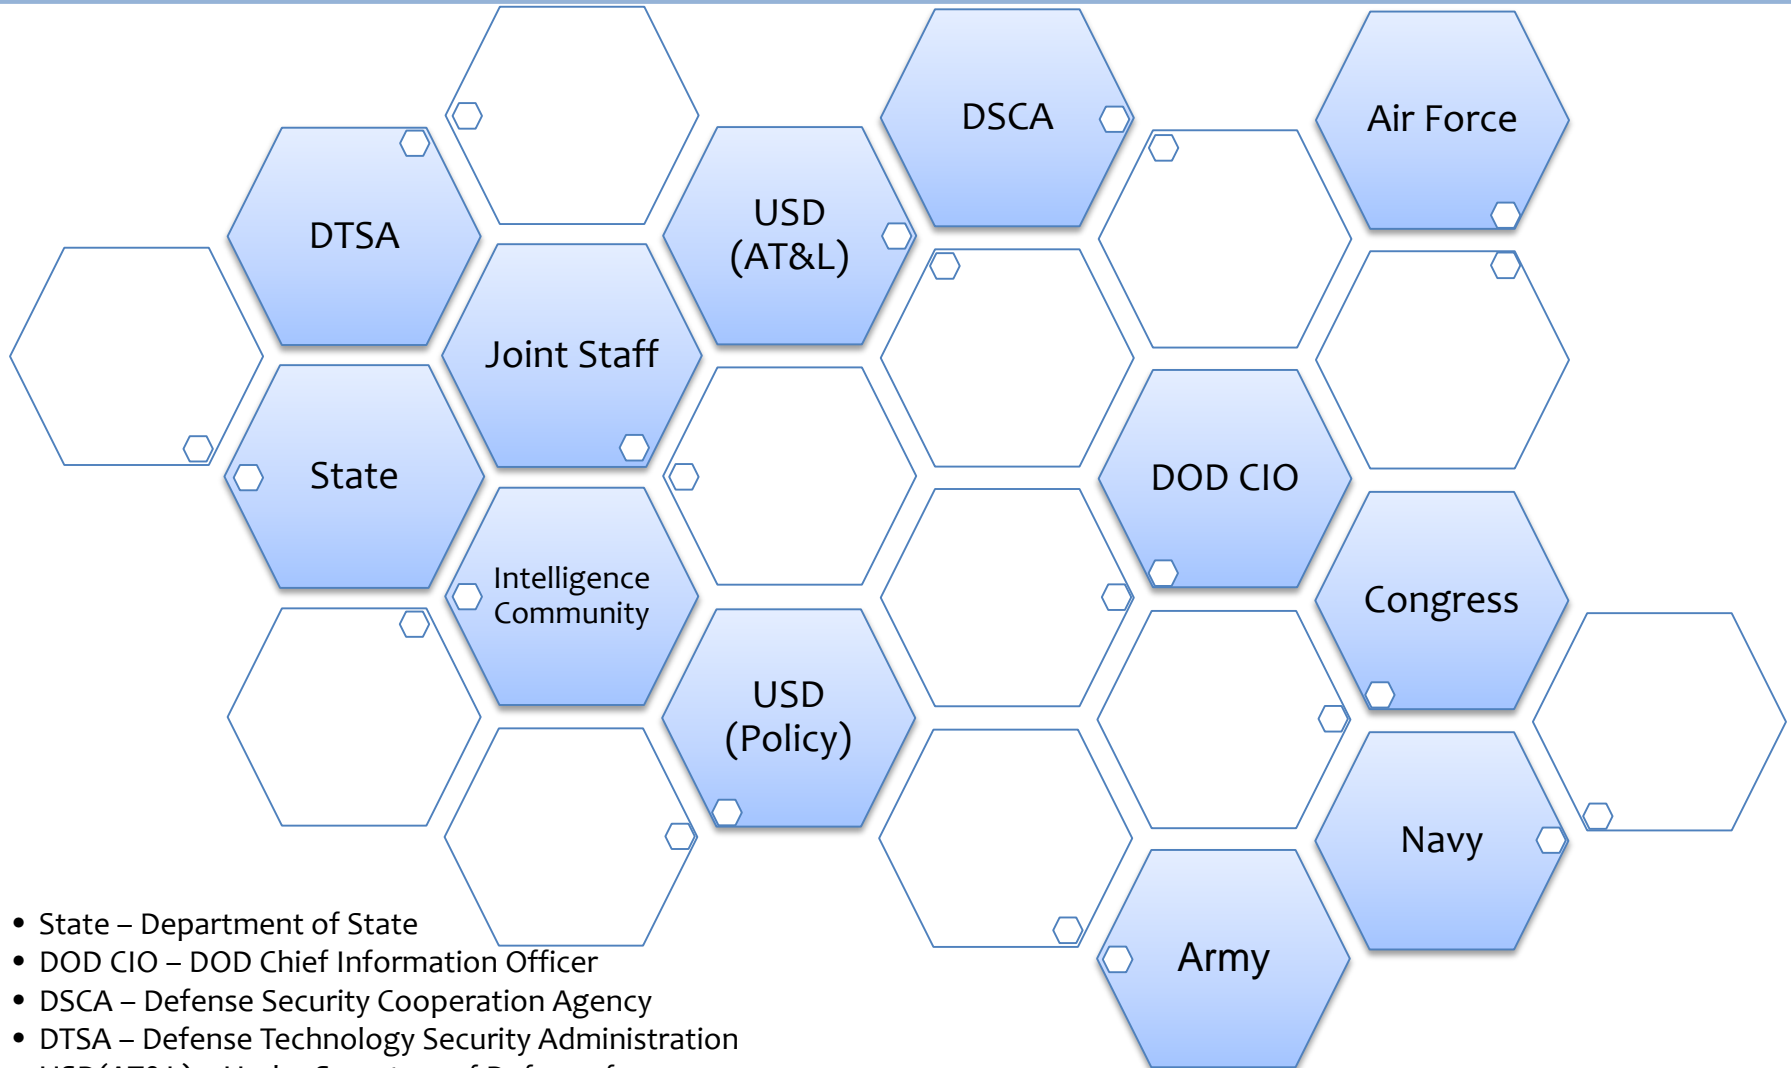 DSCA
Air Force
DTSA
USD
(AT&L)
Joint Staff
State
DOD CIO
Intelligence
Community
Congress
USD
(Policy)
Navy
Army
• State – Department of State
• DOD CIO – DOD Chief Information Officer
• DSCA – Defense Security Cooperation Agency
• DTSA – Defense Technology Security Administration